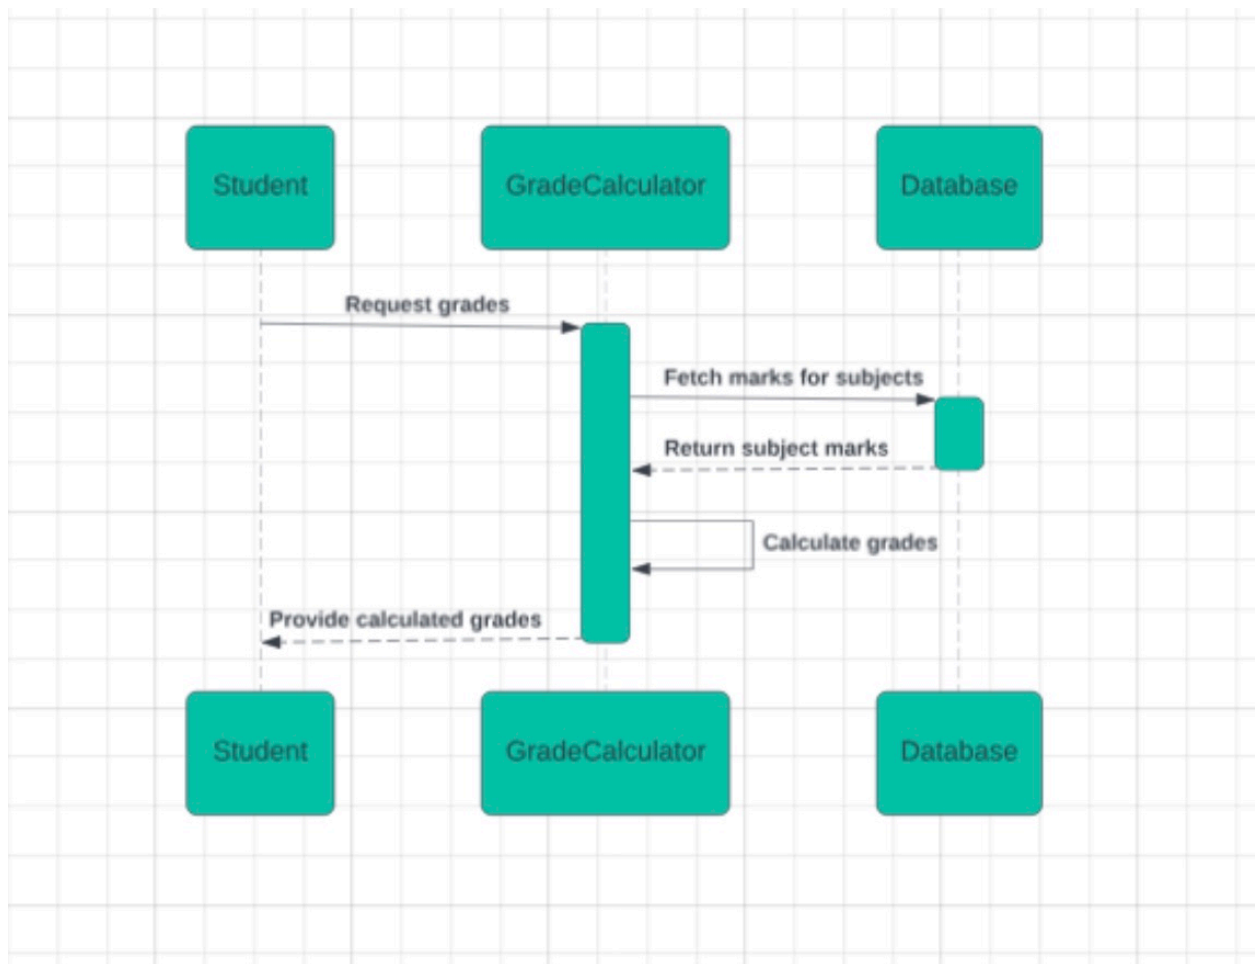 Student
GradeCalculator
Database
Request grades
Fetch marks for subjects
Return subject marks
Calculate grades
Provide calculated grades
Student
GradeCalculator
Database